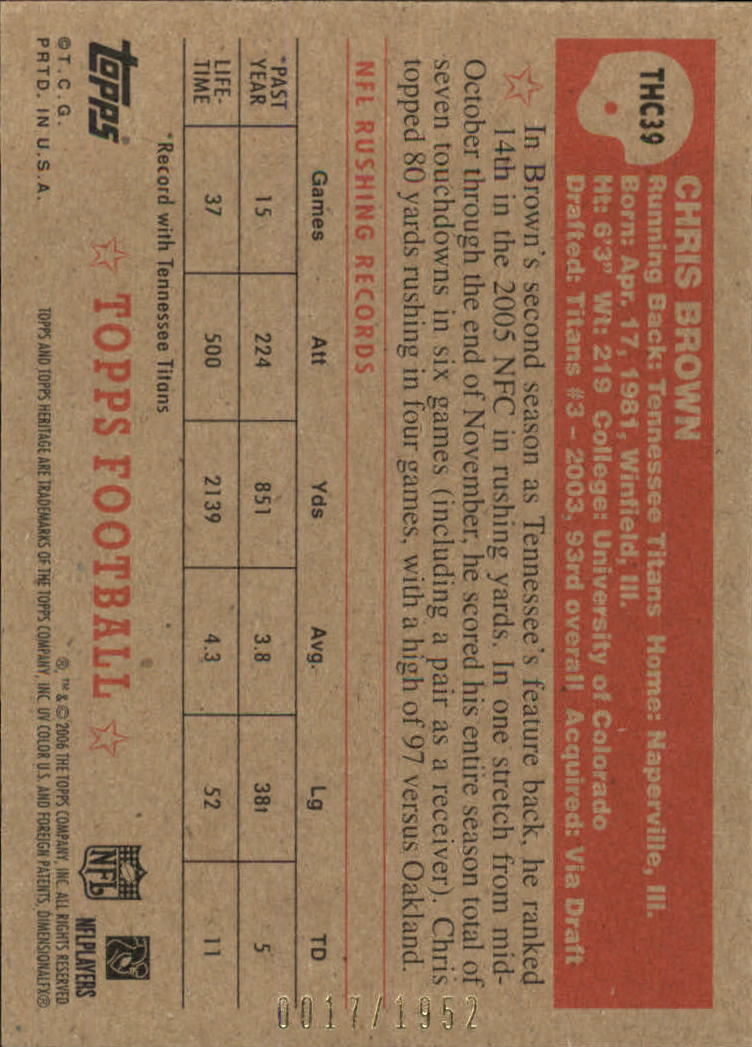 THC39
CHRIS BROWN
Running Back: Tennessee Titans Home: Naperville, Ill.
Born: Apr. 17, 1981, Winfield, Ill.
Ht: 6'3" Wt: 219 College: University of Colorado
Drafted: Titans #3 - 2003, 93rd overall Acquired: Via Draft
In Brown's second season as Tennessee's feature back, he ranked
14th in the 2005 NFC in rushing yards. In one stretch from mid-
October through the end of November, he scored his entire season total of
seven touchdowns in six games (including a pair as a receiver). Chris
topped 80 yards rushing in four games, with a high of 97 versus Oakland.
NFL RUSHING RECORDS
Games Att Yds Avg. Lg TD
*PAST YEAR 15 224 851 3.8 38t 5
LIFE-TIME 37 500 2139 4.3 52 11
*Record with Tennessee Titans
0017/1952
topps
TOPPS FOOTBALL
NFL
NFLPLAYERS
©T.C.G.
PRTD. IN U.S.A.
®, ™ & © 2006 THE TOPPS COMPANY, INC. ALL RIGHTS RESERVED
TOPPS AND TOPPS HERITAGE ARE TRADEMARKS OF THE TOPPS COMPANY, INC. UV COLOR U.S. AND FOREIGN PATENTS, DIMENSIONALFX®